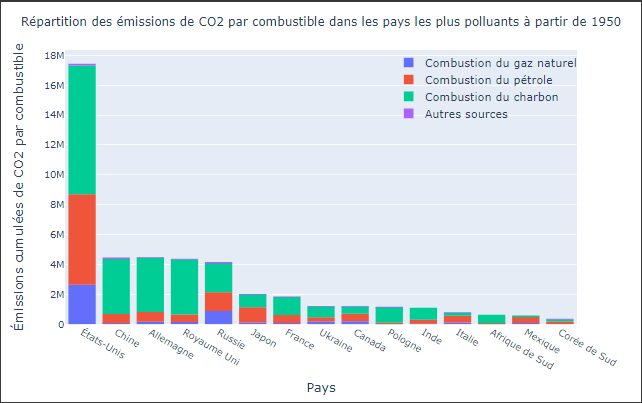 Répartition des émissions de CO2 par combustible dans les pays les plus polluants à partir de 1950
Émissions cumulées de CO2 par combustible
18M
16M
14M
12M
10M
8M
6M
4M
2M
0
Combustion du gaz naturel
Combustion du pétrole
Combustion du charbon
Autres sources
États-Unis
Chine
Allemagne
Royaume Uni
Russie
Japon
France
Ukraine
Canada
Pologne
Inde
Italie
Afrique de Sud
Mexique
Corée de Sud
Pays